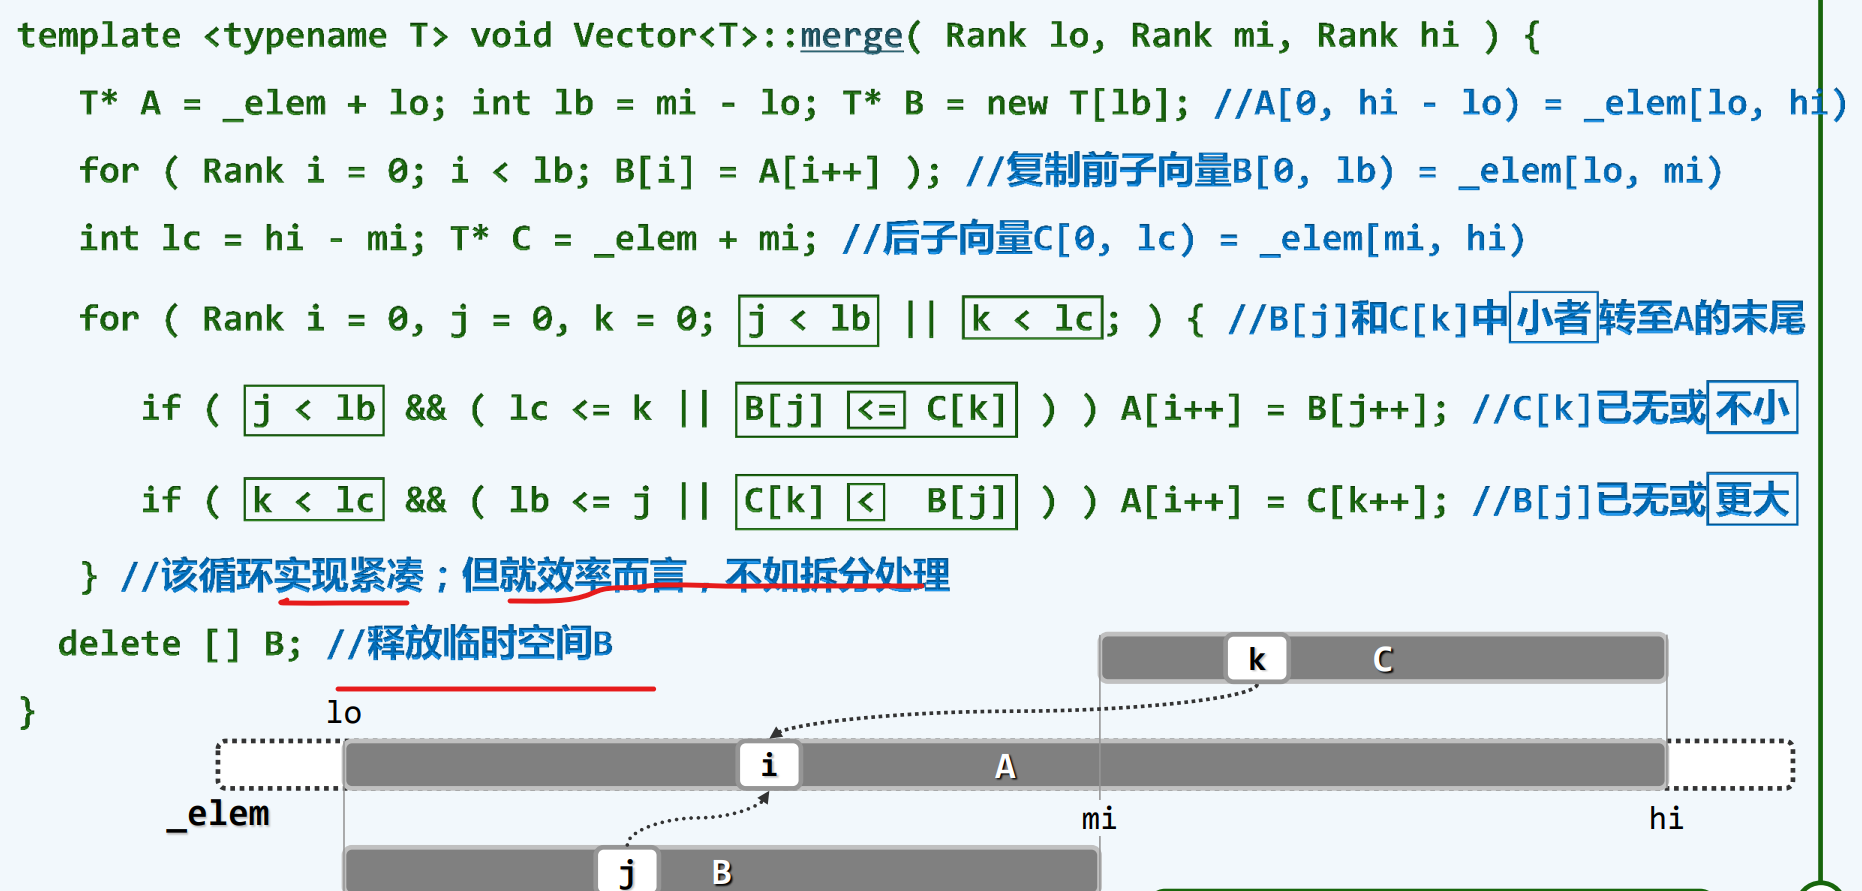 template <typename T> void Vector<T>::merge( Rank lo, Rank mi, Rank hi ) {
T* A = _elem + lo; int lb = mi - lo; T* B = new T[lb]; //A[0, hi - lo) = _elem[lo, hi)
for ( Rank i = 0; i < lb; B[i] = A[i++] ); //复制前子向量B[0, lb) = _elem[lo, mi)
int lc = hi - mi; T* C = _elem + mi; //后子向量C[0, lc) = _elem[mi, hi)
for ( Rank i = 0, j = 0, k = 0; j < lb || k < lc; ) { //B[j]和C[k]中小者转至A的末尾
if ( j < lb && ( lc <= k || B[j] <= C[k] ) ) A[i++] = B[j++]; //C[k]已无或不小
if ( k < lc && ( lb <= j || C[k] < B[j] ) ) A[i++] = C[k++]; //B[j]已无或更大
} //该循环实现紧凑；但就效率而言，不如拆分处理
delete [] B; //释放临时空间B
k C
}
lo
i A
_elem
mi hi
j B